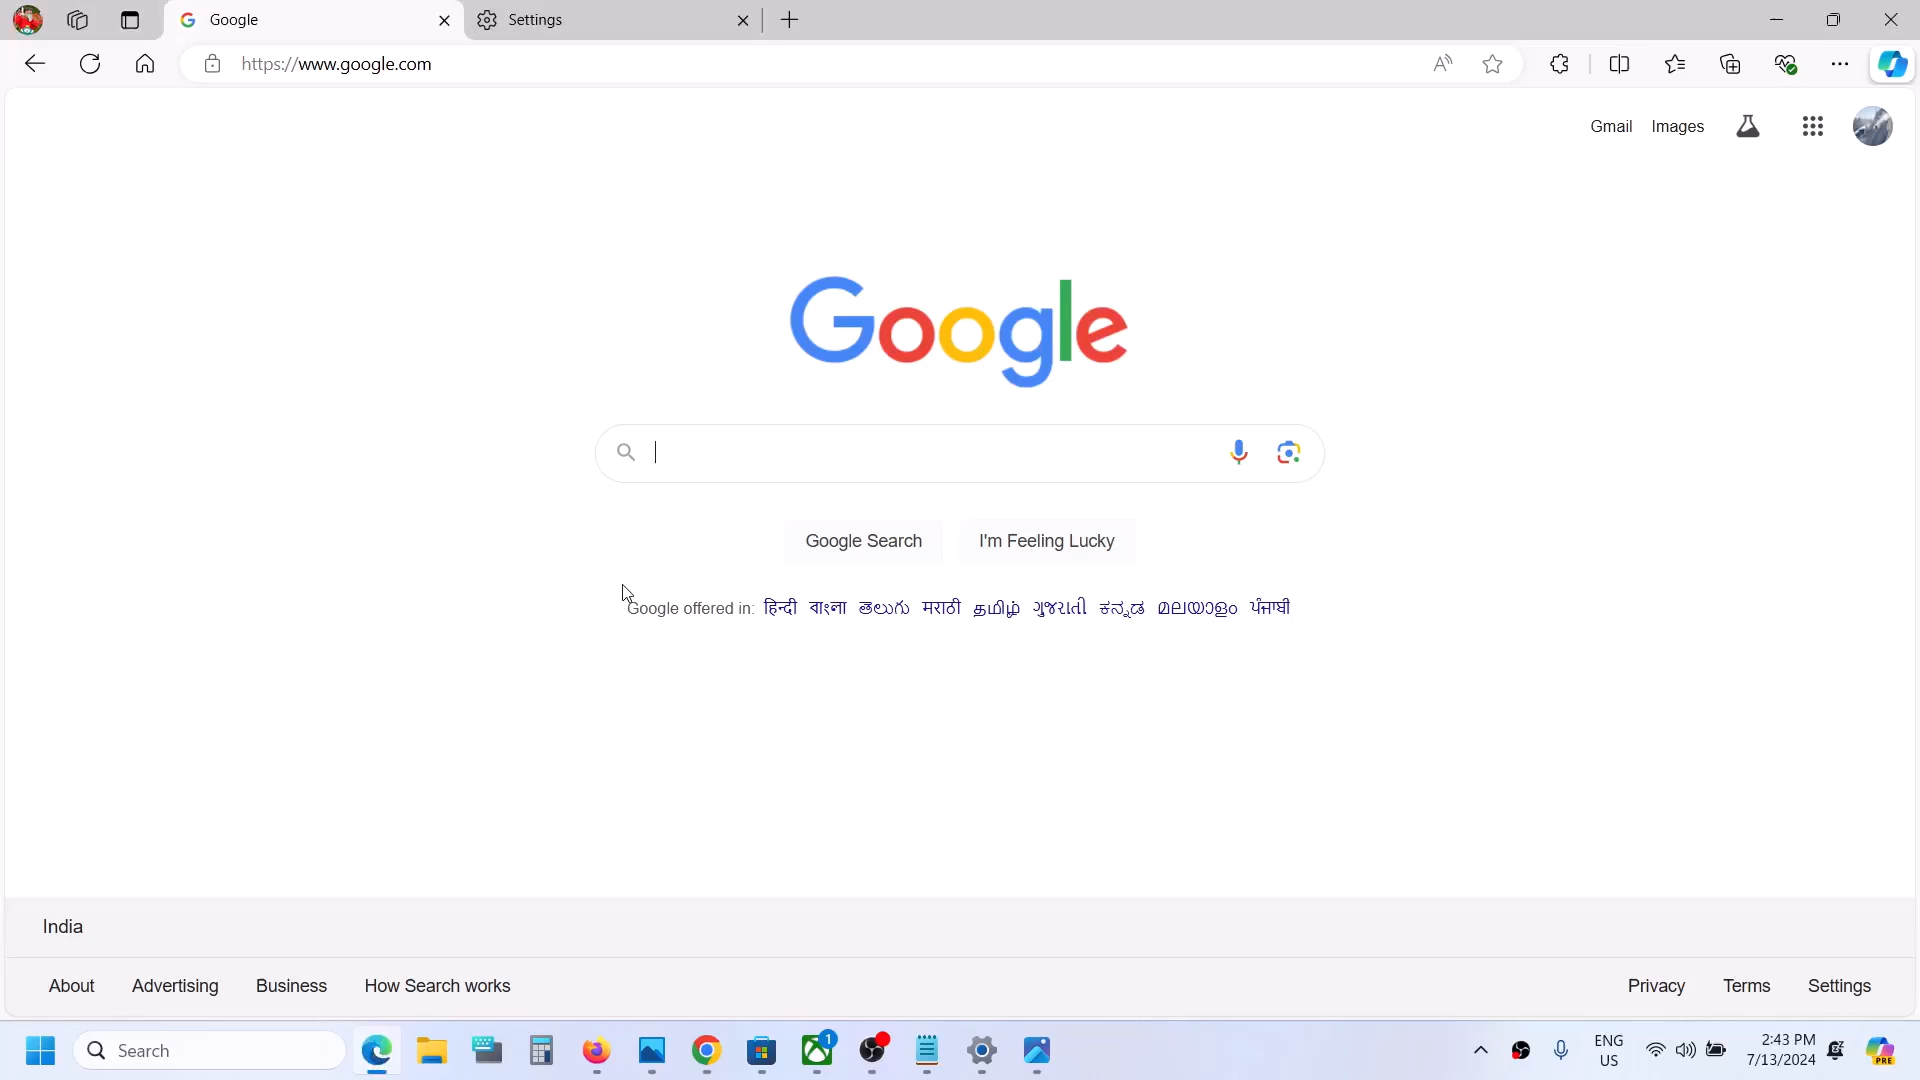 Google
Settings
https://www.google.com
Gmail Images
Google
Google Search I'm Feeling Lucky
Google offered in: हिन्दी বাংলা తెలుగు मराठी தமிழ் ગુજરાતી ಕನ್ನಡ മലയാളം ਪੰਜਾਬੀ
India
About Advertising Business How Search works
Privacy Terms Settings
Search
1
ENG
US
2:43 PM
7/13/2024
PRE